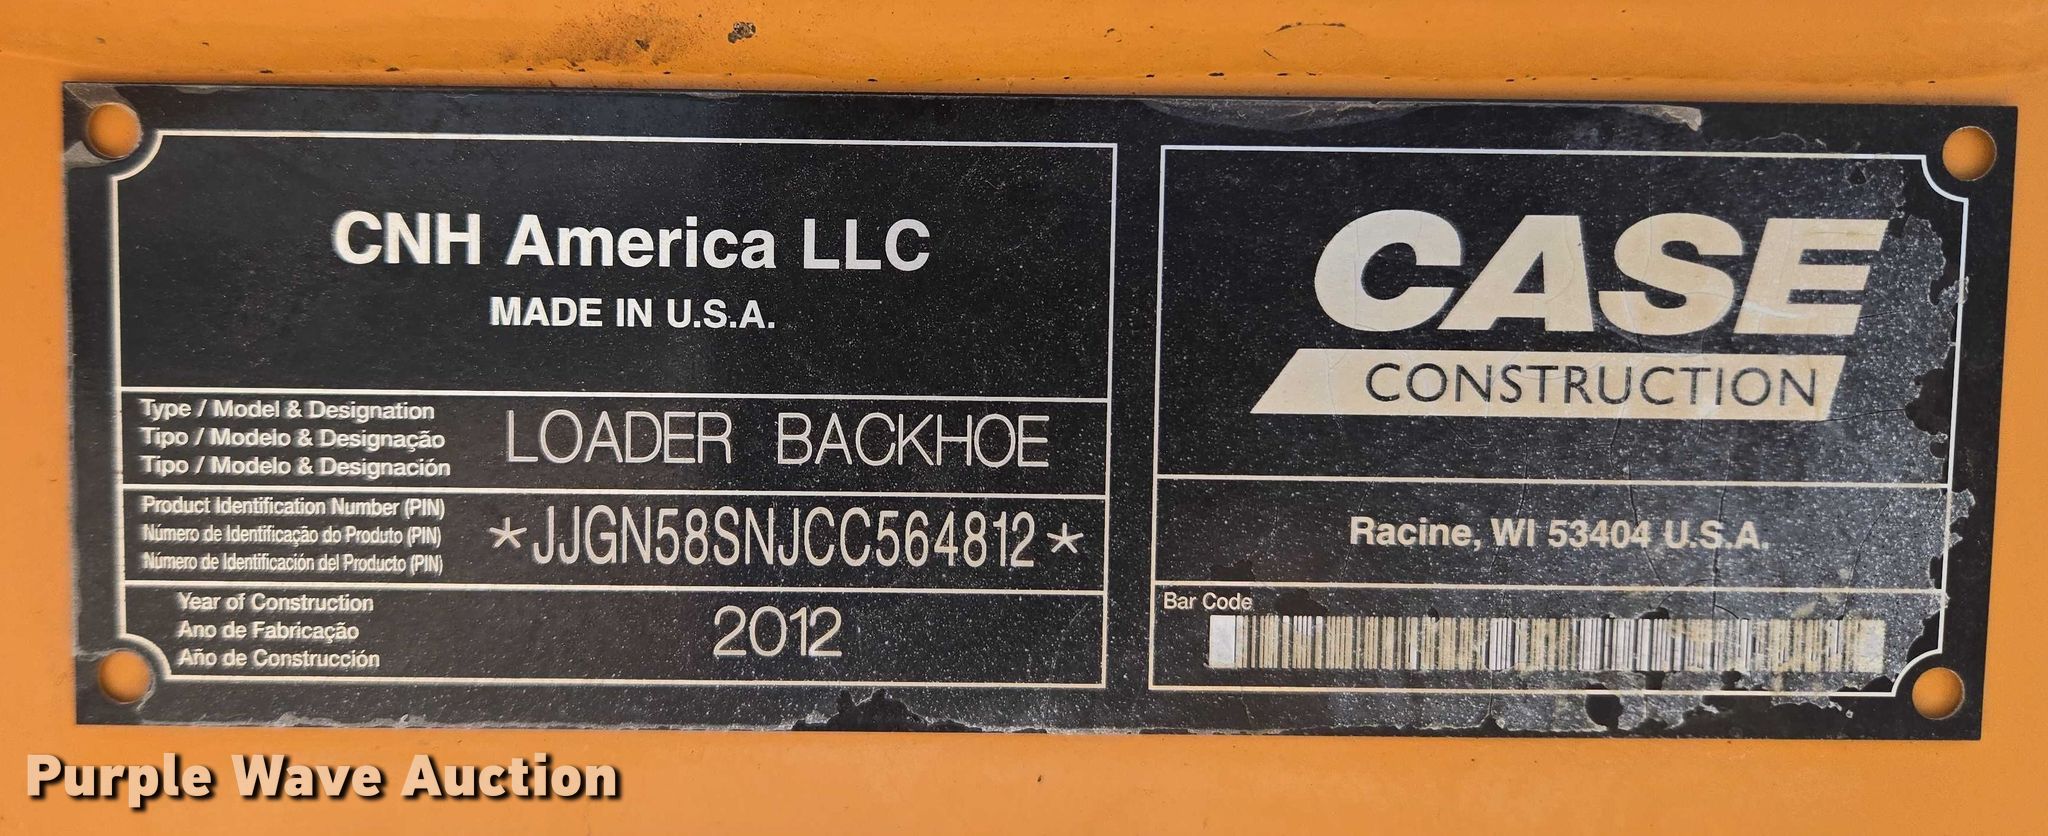 CNH America LLC
MADE IN U.S.A.
Type / Model & Designation
Tipo / Modelo & Designação
Tipo / Modelo & Designación
LOADER BACKHOE
Product Identification Number (PIN)
Número de Identificação do Produto (PIN)
Número de Identificación del Producto (PIN)
*JJGN58SNJCC564812*
Year of Construction
Ano de Fabricação
Año de Construcción
2012
CASE
CONSTRUCTION
Racine, WI 53404 U.S.A.
Bar Code
Purple Wave Auction